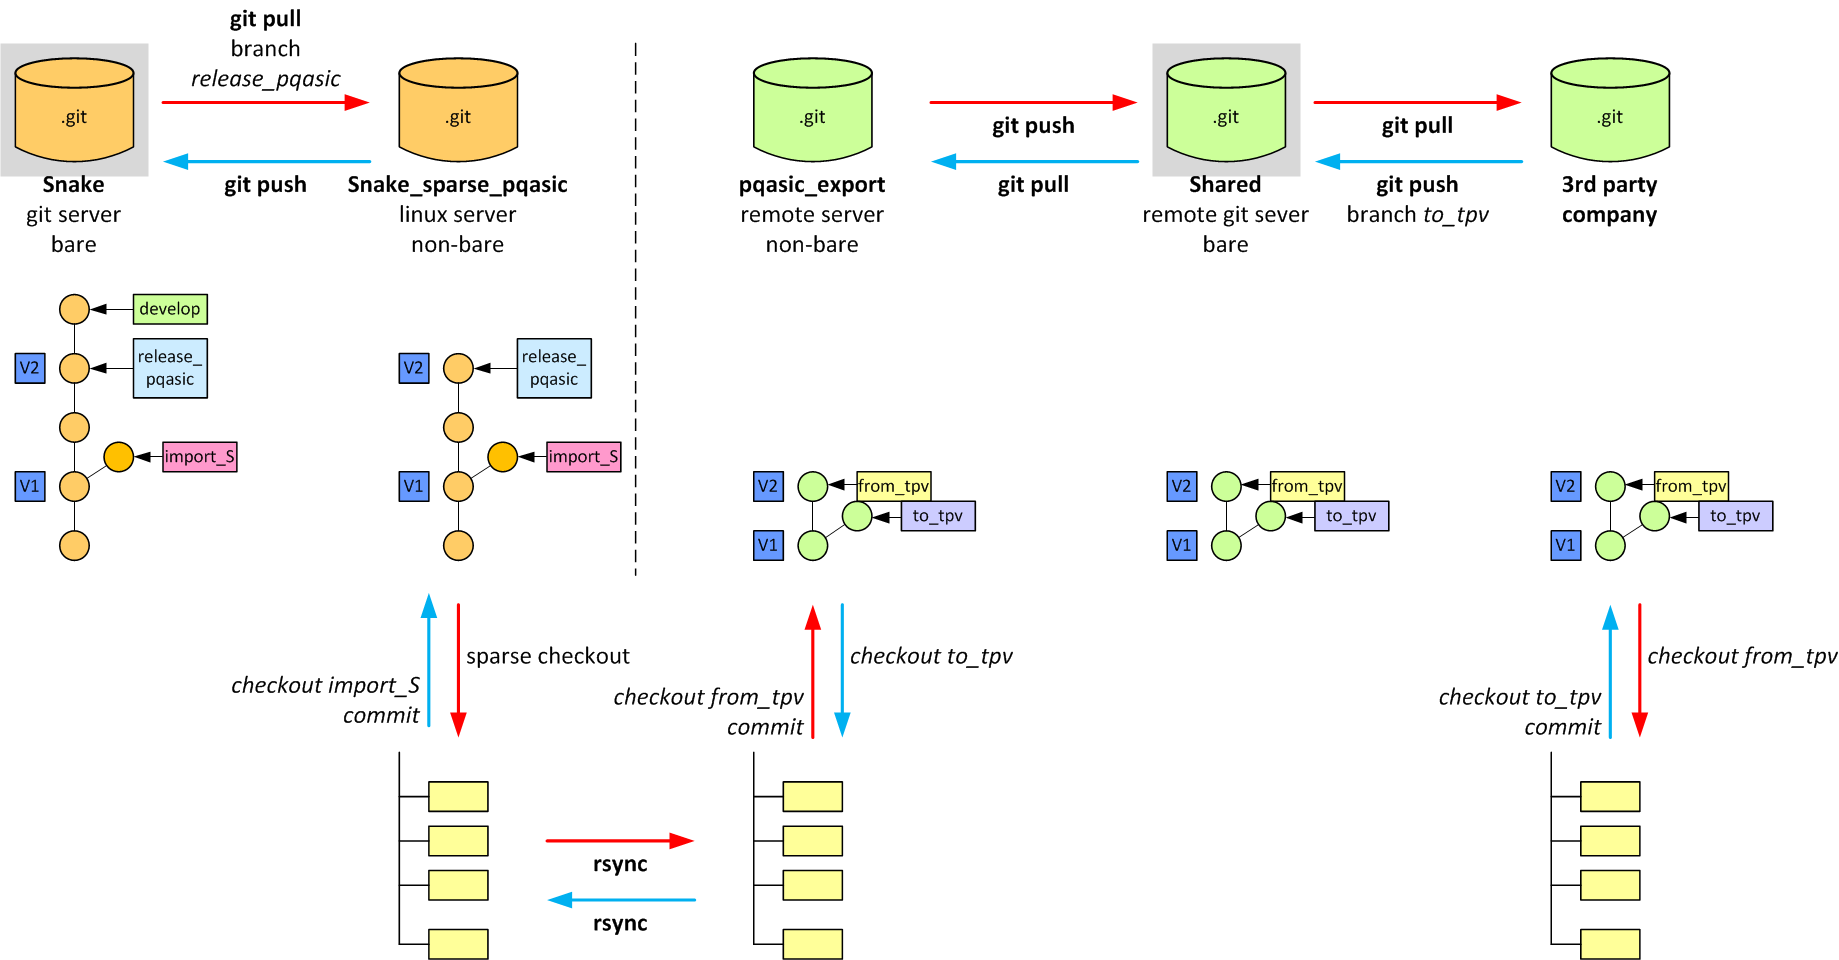 git pull
branch
release_pqasic
.git
.git
.git
.git
.git
git push
git pull
git push
git pull
git push
branch to_tpv
Snake
git server
bare
Snake_sparse_pqasic
linux server
non-bare
pqasic_export
remote server
non-bare
Shared
remote git sever
bare
3rd party
company
develop
V2
release_
pqasic
V2
release_
pqasic
import_S
V1
import_S
V1
V2
from_tpv
to_tpv
V1
V2
from_tpv
to_tpv
V1
V2
from_tpv
to_tpv
V1
checkout import_S
commit
sparse checkout
checkout from_tpv
commit
checkout to_tpv
checkout to_tpv
commit
checkout from_tpv
rsync
rsync